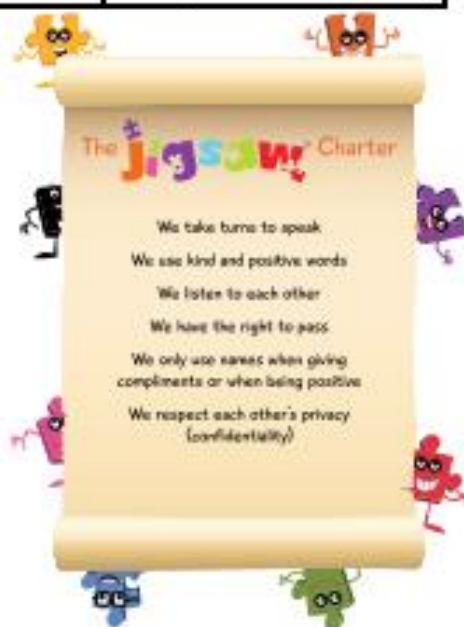 The Jigsaw Charter
We take turns to speak
We use kind and positive words
We listen to each other
We have the right to pass
We only use names when giving
compliments or when being positive
We respect each other's privacy
(confidentiality)